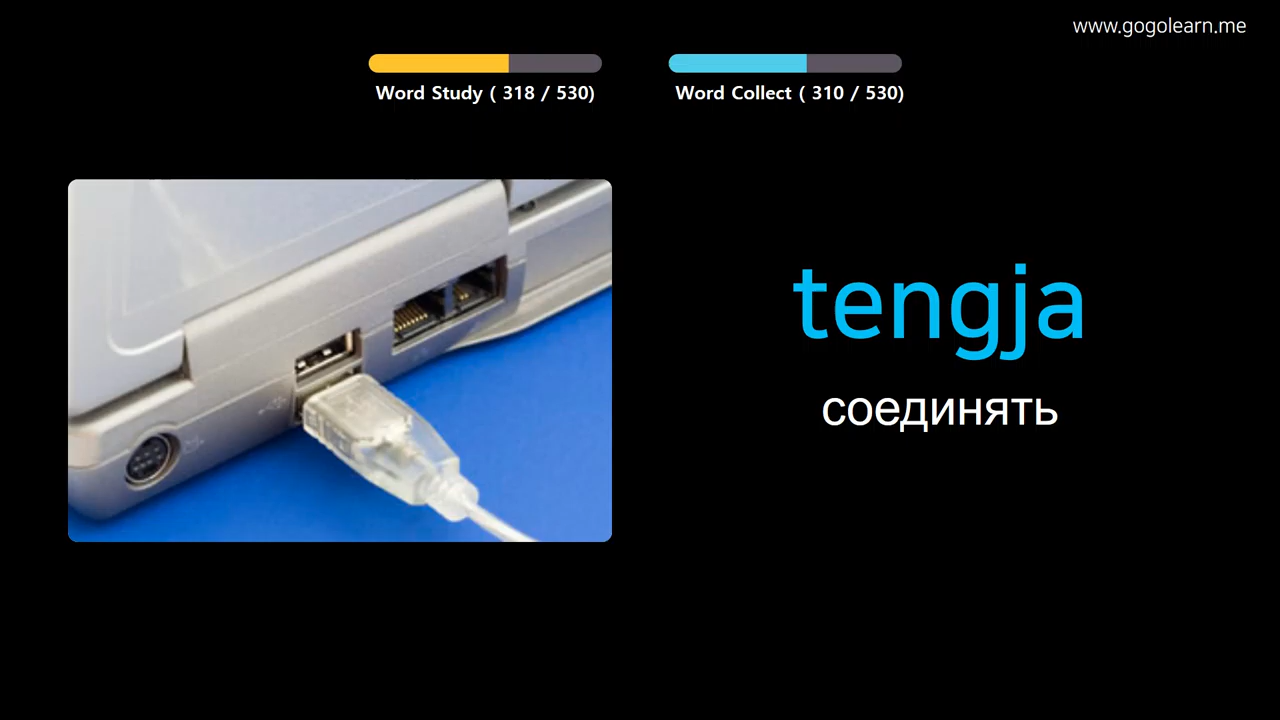 www.gogolearn.me
Word Study ( 318 / 530)
Word Collect ( 310 / 530)
tengja
соединять